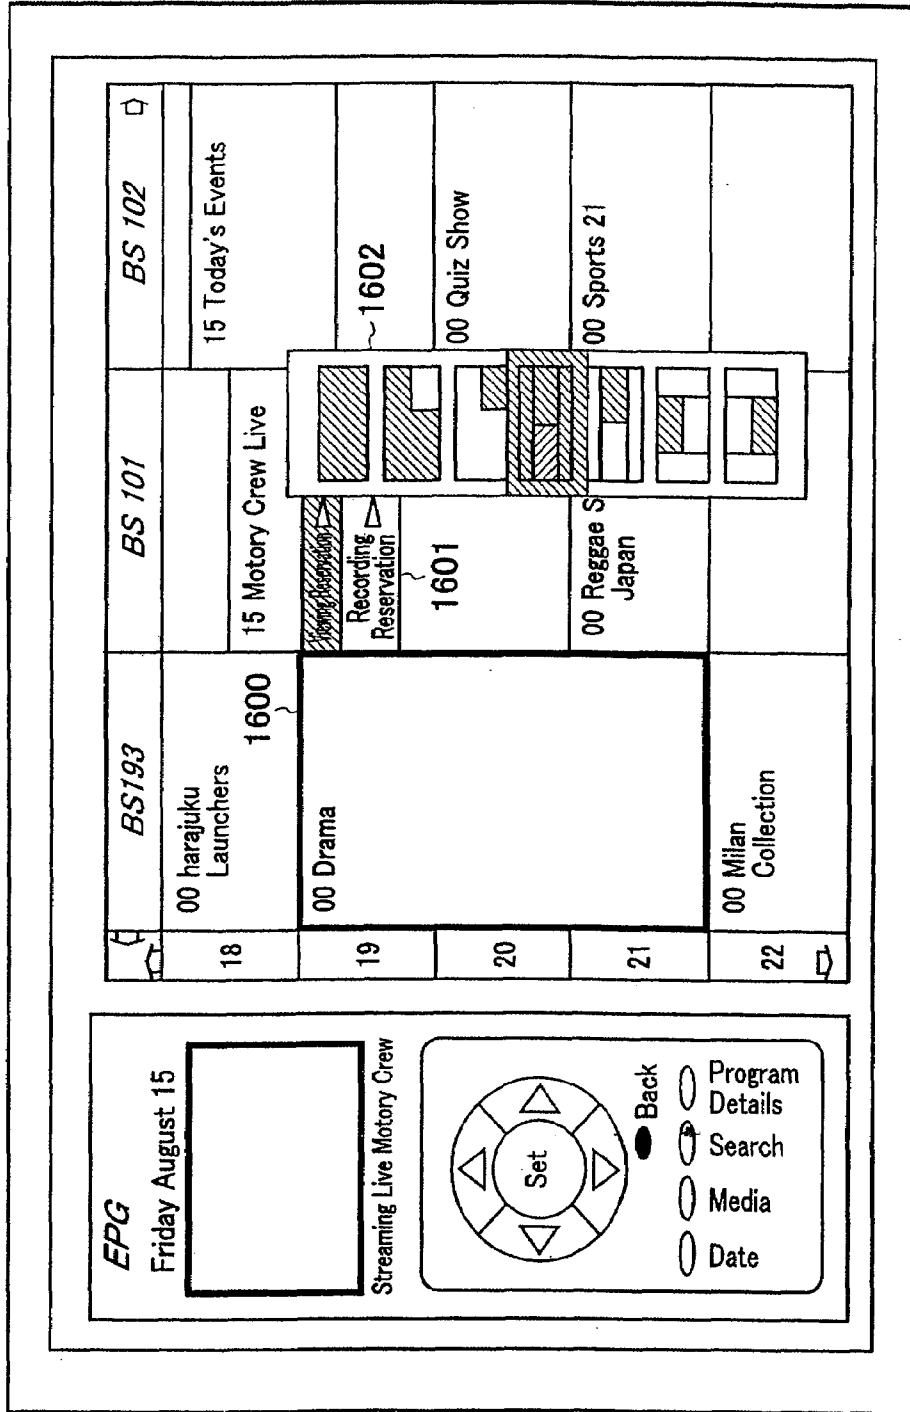 EPG
Friday August 15
Streaming Live Motory Crew
Set
Back
Date
Media
Search
Program
Details
BS193
BS 101
BS 102
18
19
20
21
22
00 harajuku
Launchers
1600
00 Drama
00 Milan
Collection
15 Motory Crew Live
Viewing Reservation
Recording
Reservation
1601
00 Reggae S
Japan
1602
15 Today's Events
00 Quiz Show
00 Sports 21